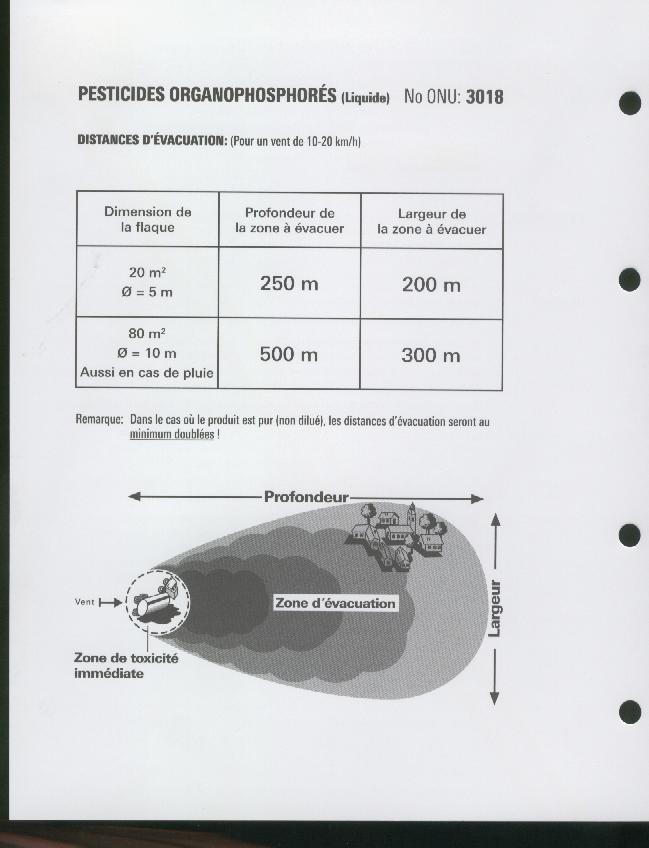 PESTICIDES ORGANOPHOSPHORÉS (Liquide) No ONU: 3018
DISTANCES D'ÉVACUATION: (Pour un vent de 10-20 km/h)
Dimension de
la flaque
Profondeur de
la zone à évacuer
Largeur de
la zone à évacuer
20 m²
Ø = 5 m
250 m
200 m
80 m²
Ø = 10 m
Aussi en cas de pluie
500 m
300 m
Remarque: Dans le cas où le produit est pur (non dilué), les distances d'évacuation seront au
minimum doublées !
Profondeur
Vent
Zone d'évacuation
Largeur
Zone de toxicité
immédiate